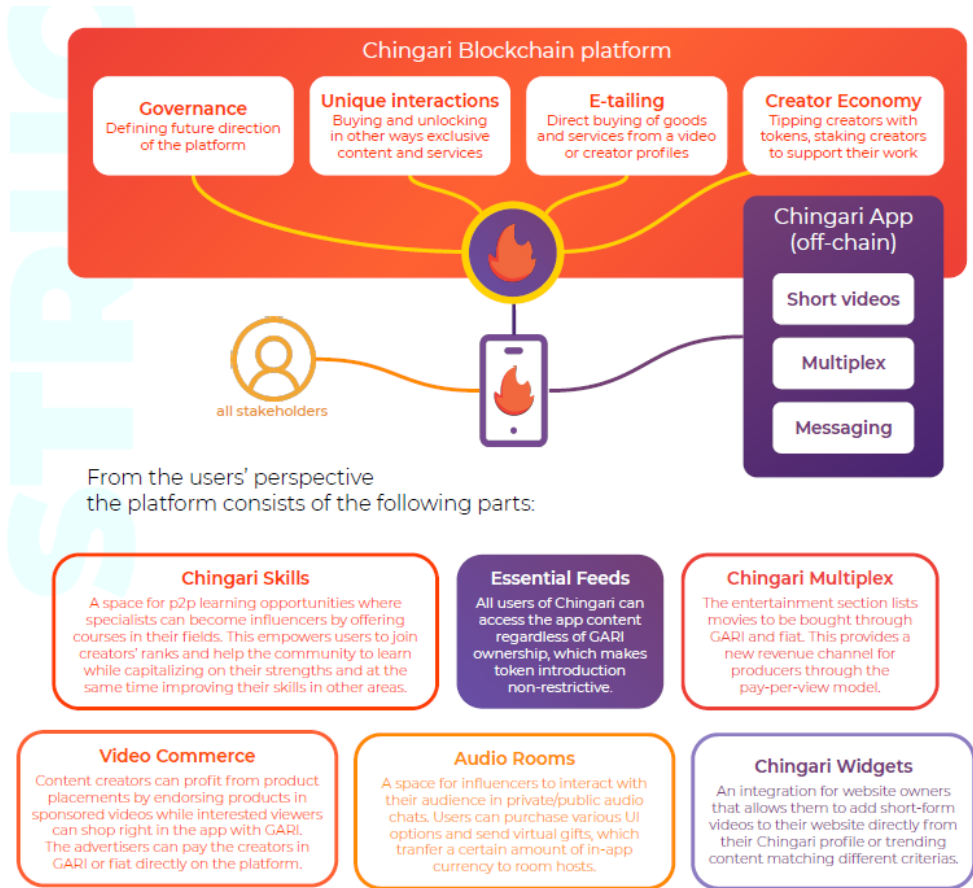 STRUC
Chingari Blockchain platform
Governance
Defining future direction
of the platform
Unique interactions
Buying and unlocking
in other ways exclusive
content and services
E-tailing
Direct buying of goods
and services from a video
or creator profiles
Creator Economy
Tipping creators with
tokens, staking creators
to support their work
Chingari App
(off-chain)
Short videos
Multiplex
Messaging
all stakeholders
From the users’ perspective
the platform consists of the following parts:
Chingari Skills
A space for p2p learning opportunities where
specialists can become influencers by offering
courses in their fields. This empowers users to join
creators’ ranks and help the community to learn
while capitalizing on their strengths and at the
same time improving their skills in other areas.
Essential Feeds
All users of Chingari can
access the app content
regardless of GARI
ownership, which makes
token introduction
non-restrictive.
Chingari Multiplex
The entertainment section lists
movies to be bought through
GARI and fiat. This provides a
new revenue channel for
producers through the
pay-per-view model.
Video Commerce
Content creators can profit from product
placements by endorsing products in
sponsored videos while interested viewers
can shop right in the app with GARI.
The advertisers can pay the creators in
GARI or fiat directly on the platform.
Audio Rooms
A space for influencers to interact with
their audience in private/public audio
chats. Users can purchase various UI
options and send virtual gifts, which
tranfer a certain amount of in-app
currency to room hosts.
Chingari Widgets
An integration for website owners
that allows them to add short-form
videos to their website directly from
their Chingari profile or trending
content matching different criterias.